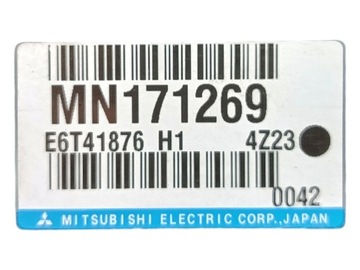 MN171269
E6T41876 H1 4Z23
0042
MITSUBISHI ELECTRIC CORP., JAPAN